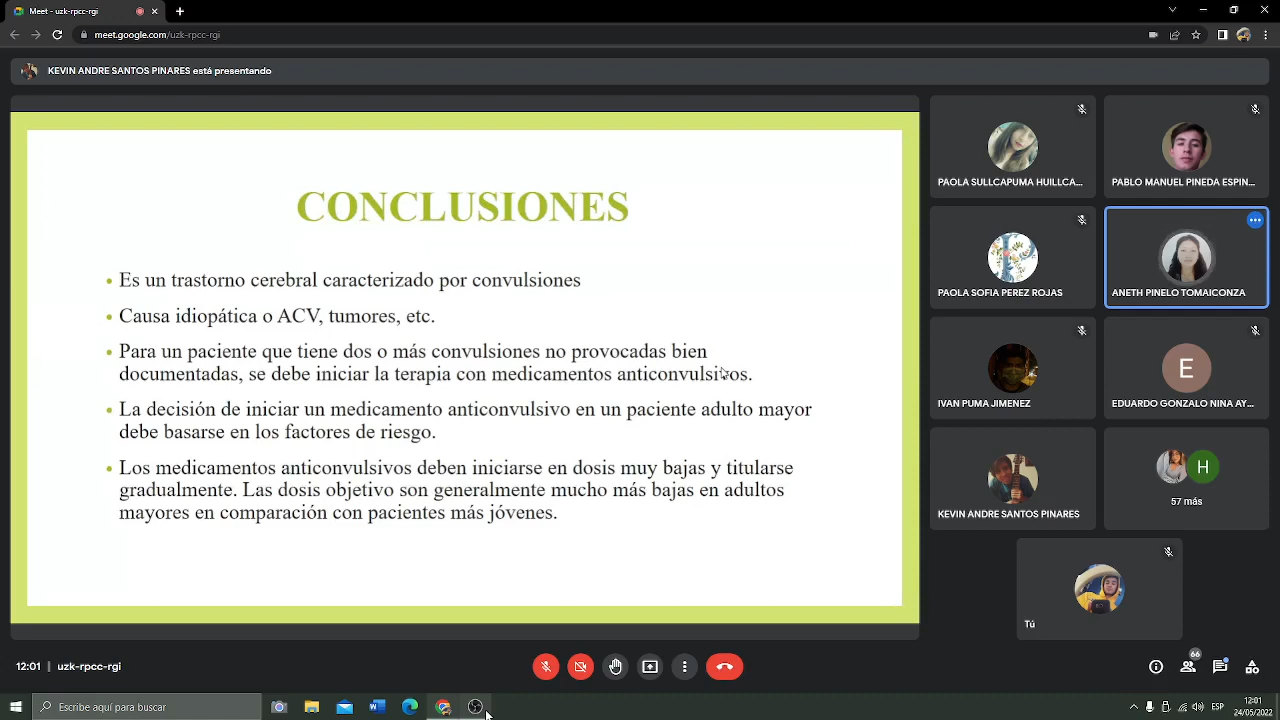 Meet - uzk-rpcc-rgi
meet.google.com/uzk-rpcc-rgi
KEVIN ANDRE SANTOS PINARES está presentando
CONCLUSIONES
• Es un trastorno cerebral caracterizado por convulsiones
• Causa idiopática o ACV, tumores, etc.
• Para un paciente que tiene dos o más convulsiones no provocadas bien
documentadas, se debe iniciar la terapia con medicamentos anticonvulsivos.
• La decisión de iniciar un medicamento anticonvulsivo en un paciente adulto mayor
debe basarse en los factores de riesgo.
• Los medicamentos anticonvulsivos deben iniciarse en dosis muy bajas y titularse
gradualmente. Las dosis objetivo son generalmente mucho más bajas en adultos
mayores en comparación con pacientes más jóvenes.
PAOLA SULLCAPUMA HUILLCA...
PABLO MANUEL PINEDA ESPIN...
PAOLA SOFIA PEREZ ROJAS
ANETH PINELO TOMAICONZA
IVAN PUMA JIMENEZ
E
EDUARDO GONZALO NINA AY...
KEVIN ANDRE SANTOS PINARES
H
57 más
Tú
12:01 | uzk-rpcc-rgi
66
Escribe aquí para buscar
W
ESP
12:01
24/05/2022